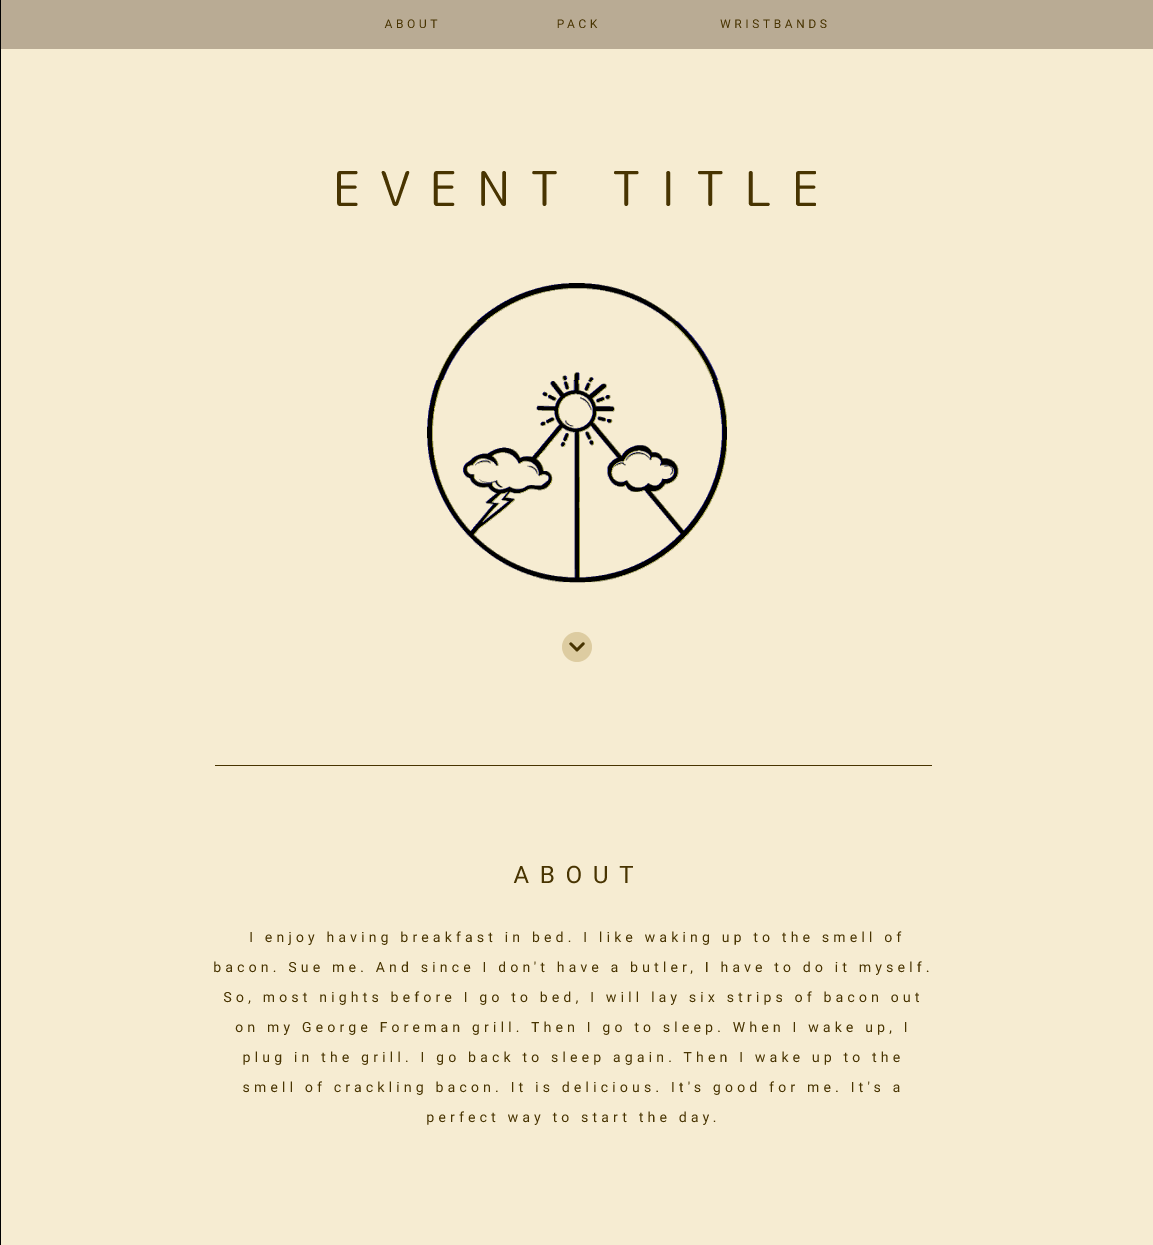 ABOUT PACK WRISTBANDS
EVENT TITLE
ABOUT
I enjoy having breakfast in bed. I like waking up to the smell of
bacon. Sue me. And since I don't have a butler, I have to do it myself.
So, most nights before I go to bed, I will lay six strips of bacon out
on my George Foreman grill. Then I go to sleep. When I wake up, I
plug in the grill. I go back to sleep again. Then I wake up to the
smell of crackling bacon. It is delicious. It's good for me. It's a
perfect way to start the day.